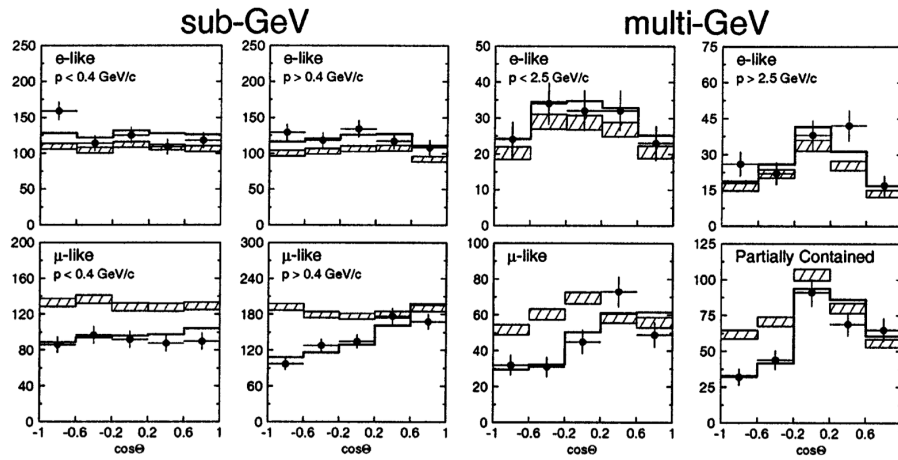 sub-GeV multi-GeV
250
200
150
100
50
0
e-like
p < 0.4 GeV/c
250
200
150
100
50
0
e-like
p > 0.4 GeV/c
50
40
30
20
10
0
e-like
p < 2.5 GeV/c
75
60
45
30
15
0
e-like
p > 2.5 GeV/c
200
160
120
80
40
0
μ-like
p < 0.4 GeV/c
-1 -0.6 -0.2 0.2 0.6 1
cosΘ
300
240
180
120
60
0
μ-like
p > 0.4 GeV/c
-1 -0.6 -0.2 0.2 0.6 1
cosΘ
100
80
60
40
20
0
μ-like
-1 -0.6 -0.2 0.2 0.6 1
cosΘ
125
100
75
50
25
0
Partially Contained
-1 -0.6 -0.2 0.2 0.6 1
cosΘ